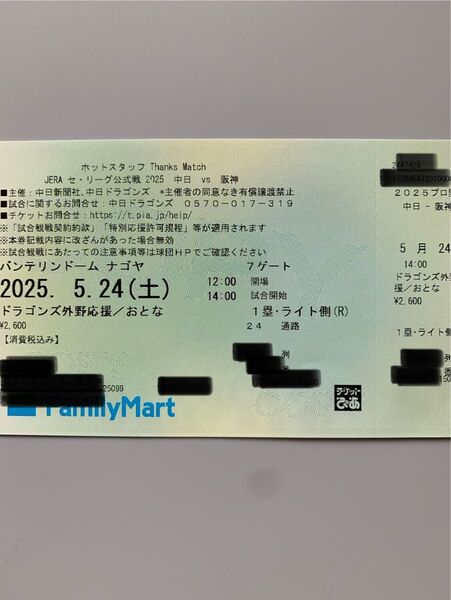 ホットスタッフ Thanks Match
JERA セ・リーグ公式戦 2025 中日 vs 阪神
■主催：中日新聞社、中日ドラゴンズ *主催者の同意なき有償譲渡禁止
■試合に関するお問合せ：中日ドラゴンズ 0570-017-319
■チケットお問合せ：https://t.pia.jp/help/
※「試合観戦契約約款」「特別応援許可規程」等が適用されます
※本券記載内容に改ざんがあった場合無効
※試合観戦にあたっての注意事項等は球団HPでご確認ください
バンテリンドーム ナゴヤ 7ゲート
2025. 5.24(土) 12:00 開場
14:00 試合開始
ドラゴンズ外野応援／おとな 1塁・ライト側(R)
¥2,600 24 通路
【消費税込み】
列
25099
FamilyMart
チケットぴあ
2447429
2025プロ野
中日 - 阪神
5月 24
14:00
ドラゴンズ外野応
援／おとな
¥2,600
1塁・ライト側
列